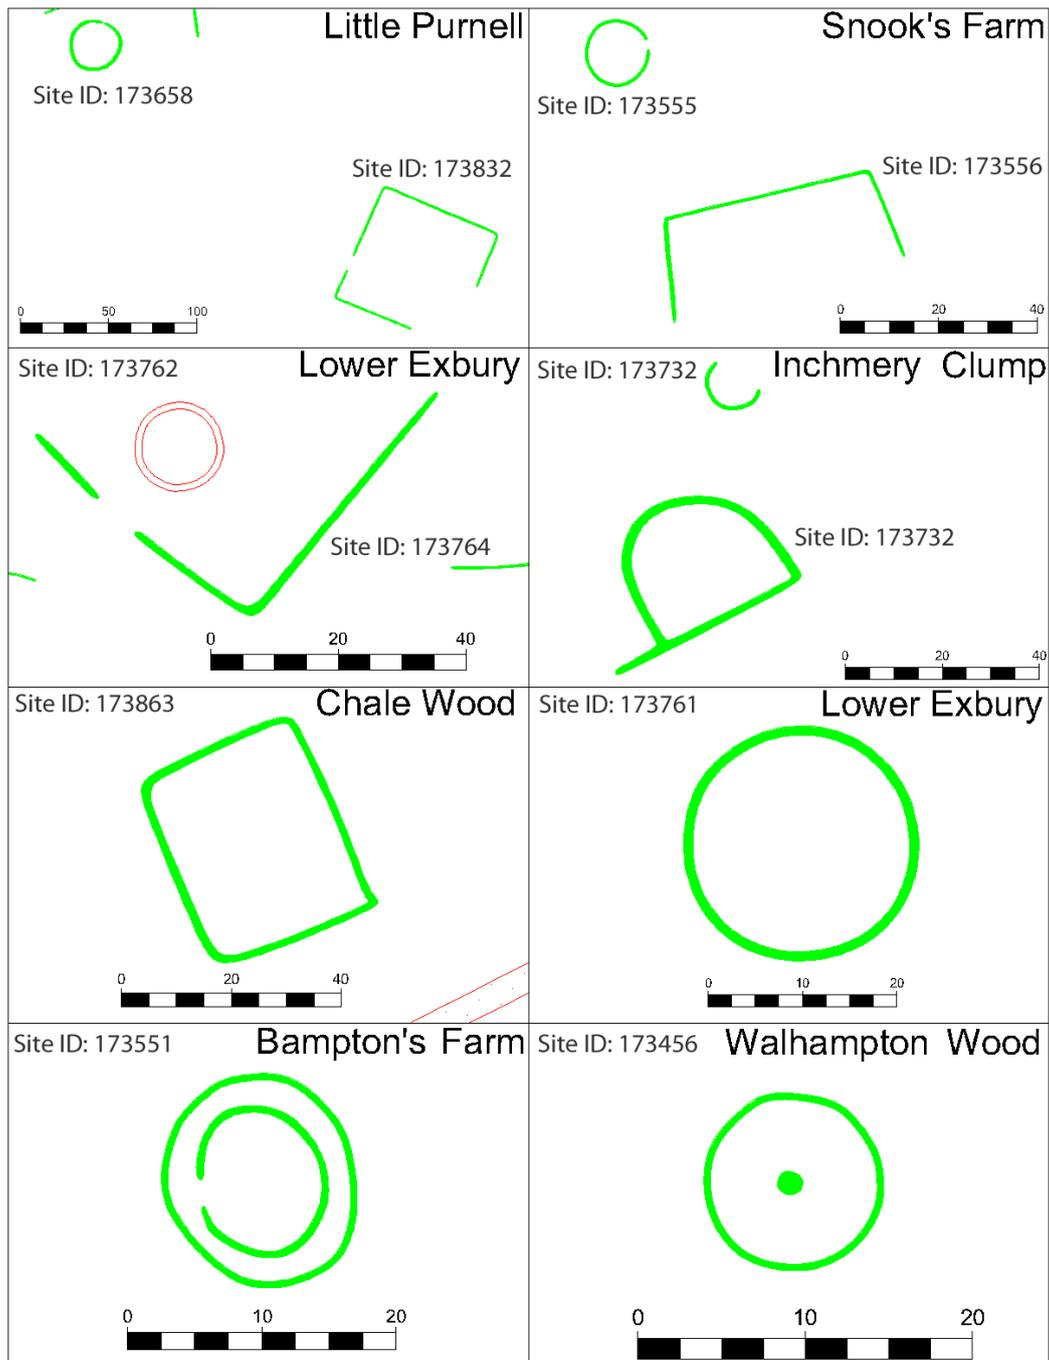 Little Purnell
Site ID: 173658
Site ID: 173832
0 50 100
Snook's Farm
Site ID: 173555
Site ID: 173556
0 20 40
Site ID: 173762
Lower Exbury
Site ID: 173764
0 20 40
Site ID: 173732
Inchmery Clump
Site ID: 173732
0 20 40
Site ID: 173863
Chale Wood
0 20 40
Site ID: 173761
Lower Exbury
0 10 20
Site ID: 173551
Bampton's Farm
0 10 20
Site ID: 173456
Walhampton Wood
0 10 20